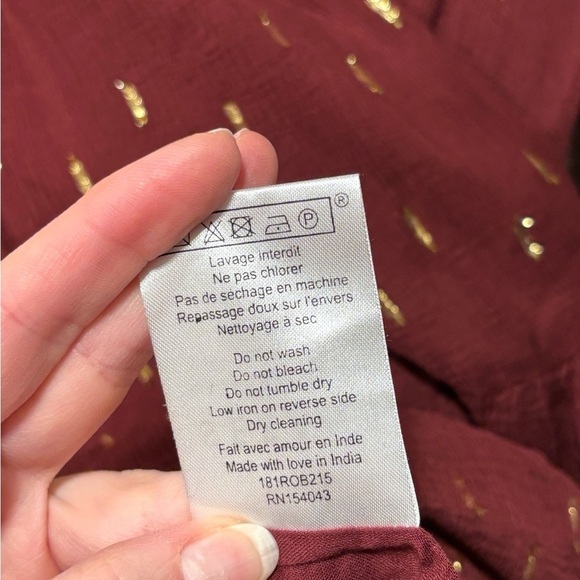 P ®
Lavage interdit
Ne pas chlorer
Pas de sechage en machine
Repassage doux sur l'envers
Nettoyage à sec
Do not wash
Do not bleach
Do not tumble dry
Low iron on reverse side
Dry cleaning
Fait avec amour en Inde
Made with love in India
181ROB215
RN154043